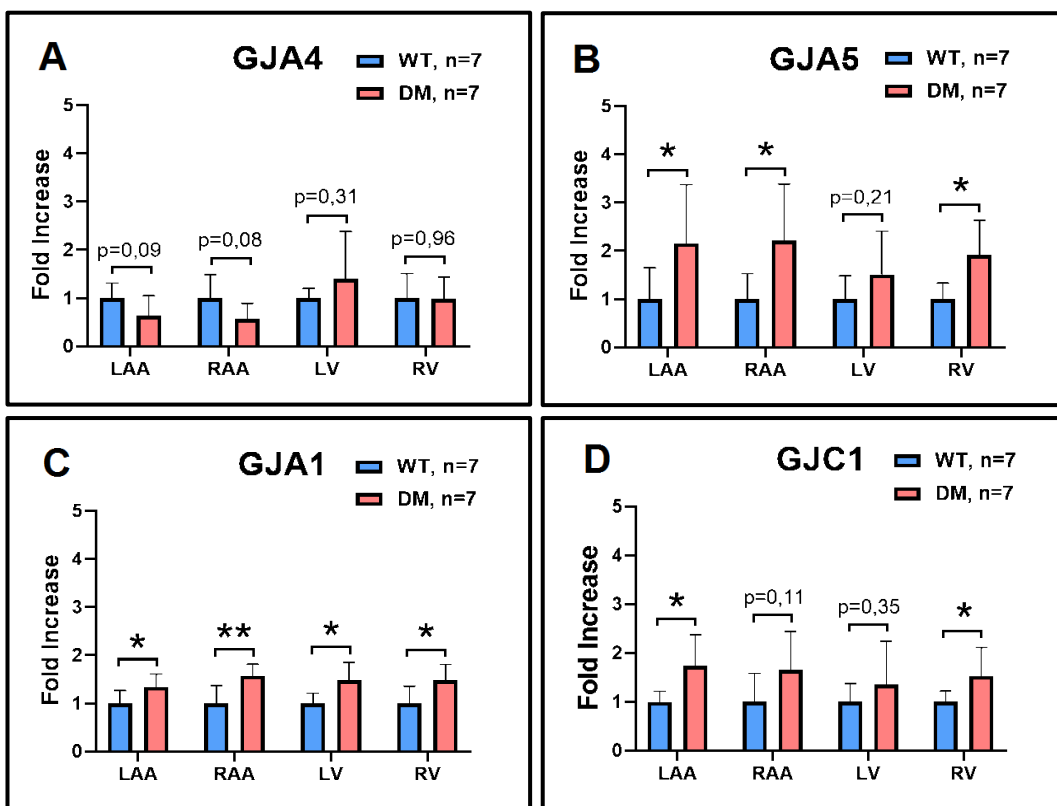 A
GJA4
WT, n=7
DM, n=7
Fold Increase
5
4
3
2
1
0
p=0,09
p=0,08
p=0,31
p=0,96
LAA
RAA
LV
RV
B
GJA5
WT, n=7
DM, n=7
Fold Increase
5
4
3
2
1
0
*
*
p=0,21
*
LAA
RAA
LV
RV
C
GJA1
WT, n=7
DM, n=7
Fold Increase
5
4
3
2
1
0
*
**
*
*
LAA
RAA
LV
RV
D
GJC1
WT, n=7
DM, n=7
Fold Increase
5
4
3
2
1
0
*
p=0,11
p=0,35
*
LAA
RAA
LV
RV